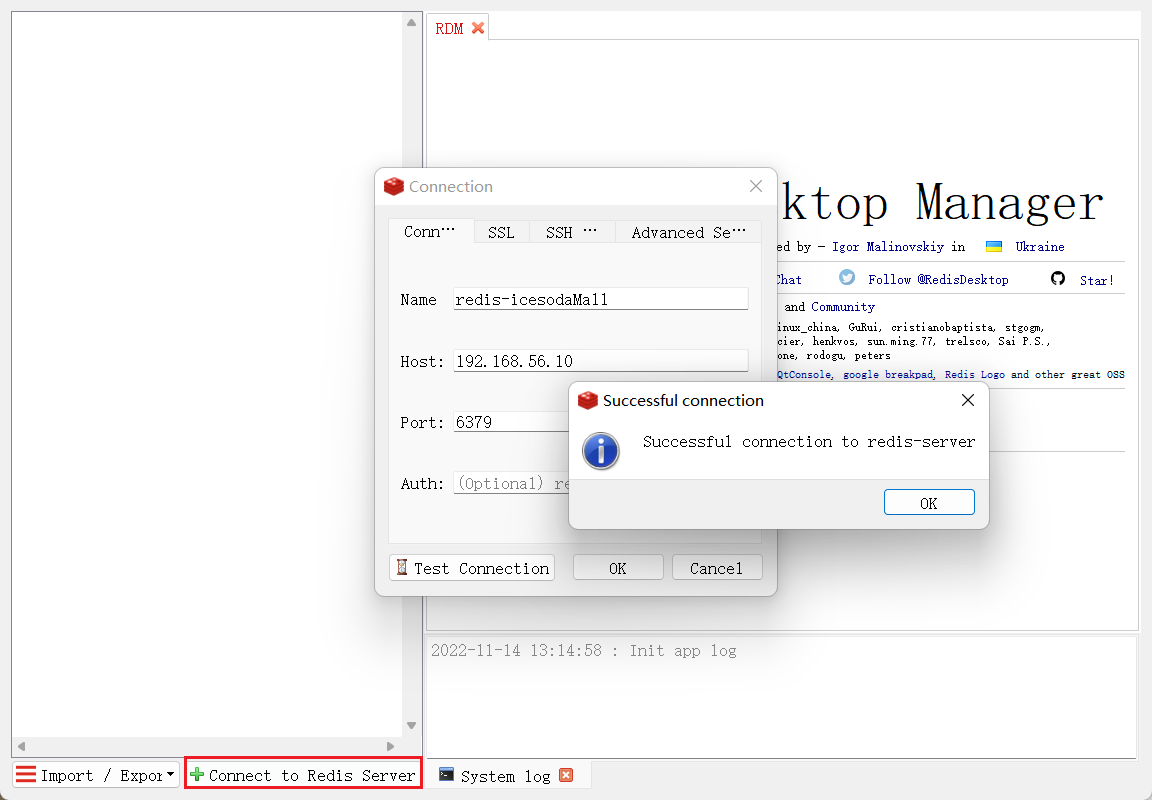 RDM
ktop Manager
ed by - Igor Malinovskiy in Ukraine
Chat Follow @RedisDesktop Star!
and Community
inux_china, GuRui, cristianobaptista, stgogm,
cier, henkvos, sun.ming.77, trelsco, Sai P.S.,
one, rodogu, peters
QtConsole, google breakpad, Redis Logo and other great OSS
Connection
Conn··· SSL SSH ··· Advanced Se···
Name redis-icesodaMall
Host: 192.168.56.10
Port: 6379
Auth: (Optional) re
Test Connection OK Cancel
Successful connection
Successful connection to redis-server
OK
2022-11-14 13:14:58 : Init app log
Import / Expor Connect to Redis Server System log